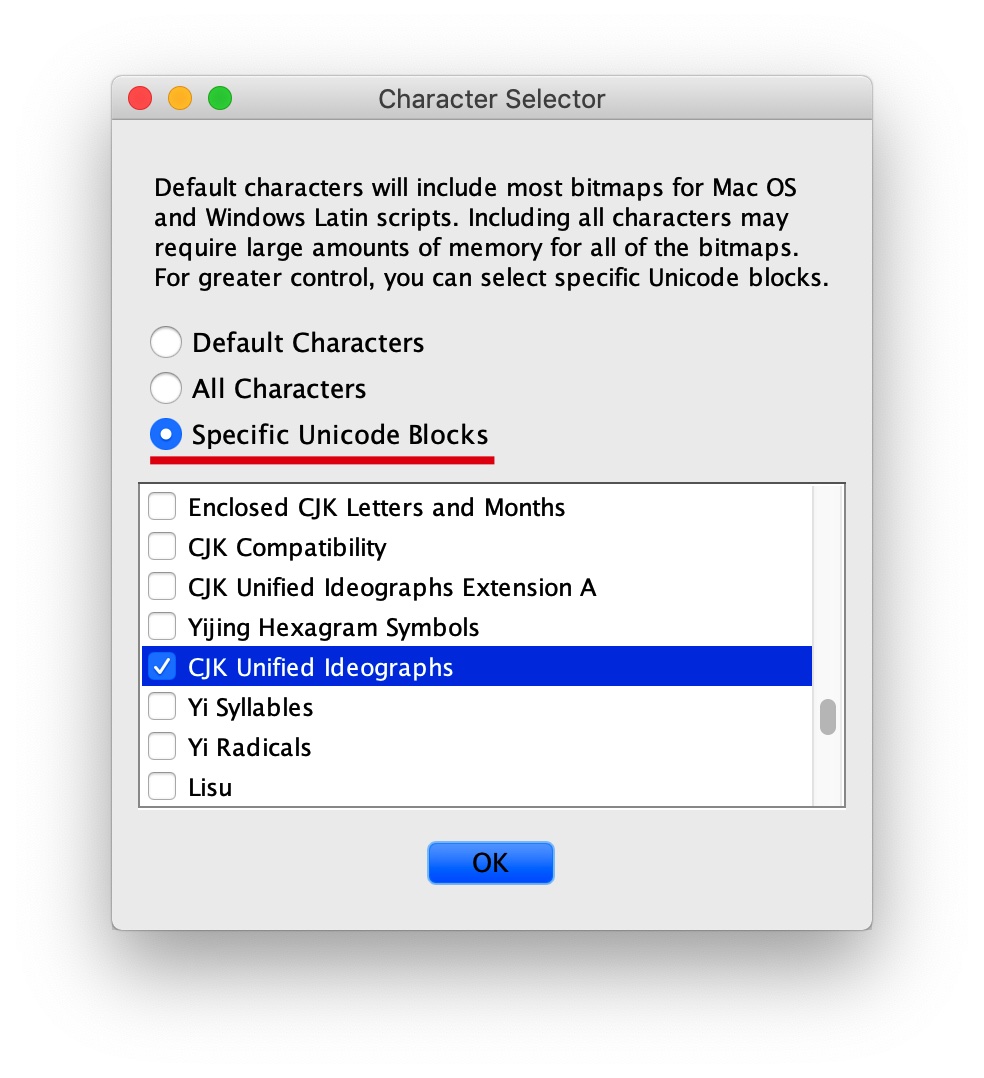 Character Selector
Default characters will include most bitmaps for Mac OS
and Windows Latin scripts. Including all characters may
require large amounts of memory for all of the bitmaps.
For greater control, you can select specific Unicode blocks.
Default Characters
All Characters
Specific Unicode Blocks
Enclosed CJK Letters and Months
CJK Compatibility
CJK Unified Ideographs Extension A
Yijing Hexagram Symbols
CJK Unified Ideographs
Yi Syllables
Yi Radicals
Lisu
OK